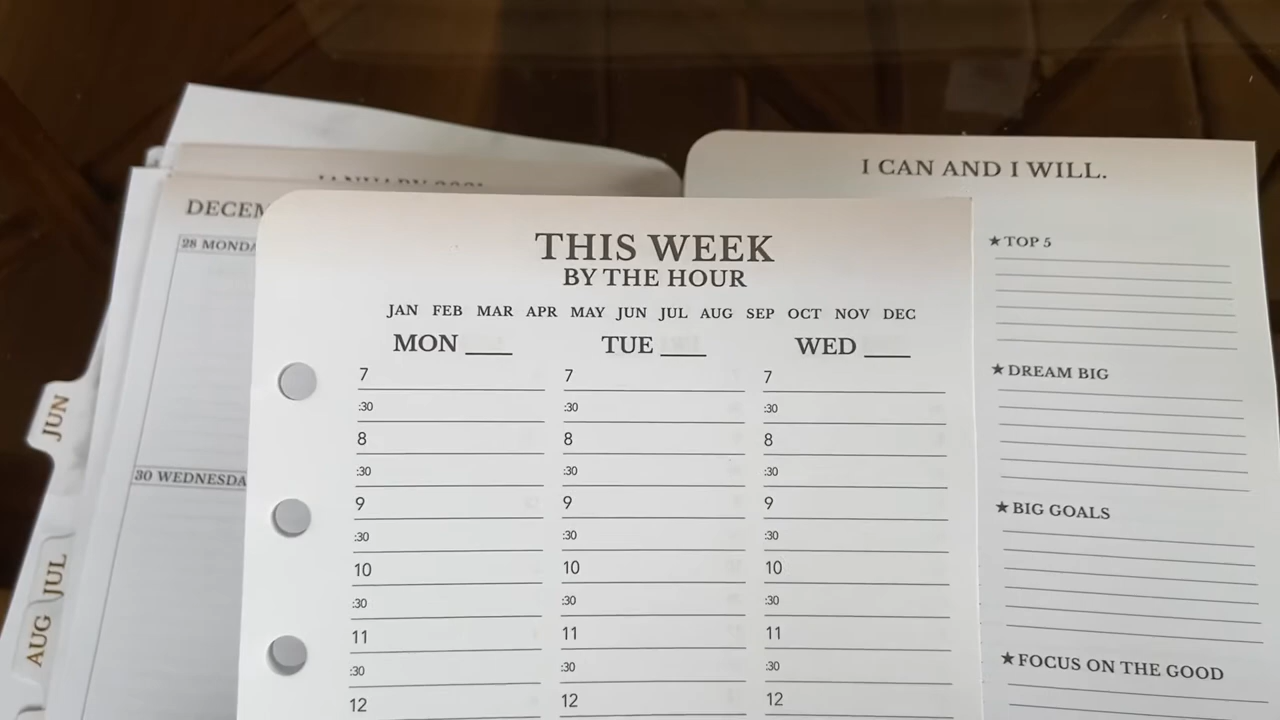 I CAN AND I WILL.
DECEM
28 MONDA
THIS WEEK
BY THE HOUR
JAN FEB MAR APR MAY JUN JUL AUG SEP OCT NOV DEC
MON ___ TUE ___ WED ___
7 7 7
:30 :30 :30
8 8 8
:30 :30 :30
9 9 9
:30 :30 :30
10 10 10
:30 :30 :30
11 11 11
:30 :30 :30
12 12 12
★TOP 5
★DREAM BIG
★BIG GOALS
★FOCUS ON THE GOOD
30 WEDNESDA
JUN
JUL
AUG